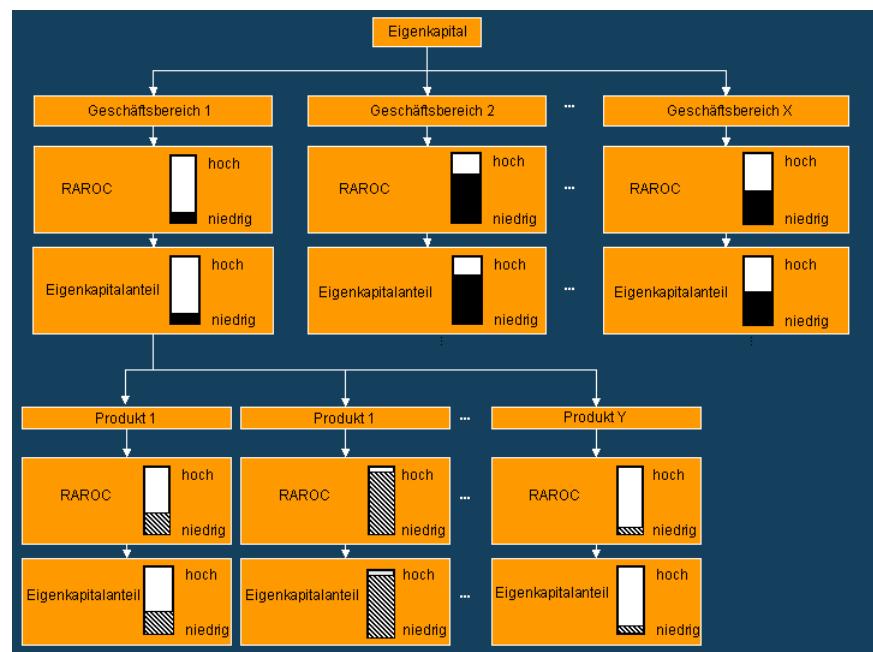 Eigenkapital
Geschäftsbereich 1
Geschäftsbereich 2
...
Geschäftsbereich X
hoch
RAROC
niedrig
hoch
RAROC
niedrig
...
hoch
RAROC
niedrig
hoch
Eigenkapitalanteil
niedrig
hoch
Eigenkapitalanteil
niedrig
...
hoch
Eigenkapitalanteil
niedrig
Produkt 1
Produkt 1
...
Produkt Y
hoch
RAROC
niedrig
hoch
RAROC
niedrig
...
hoch
RAROC
niedrig
hoch
Eigenkapitalanteil
niedrig
hoch
Eigenkapitalanteil
niedrig
...
hoch
Eigenkapitalanteil
niedrig